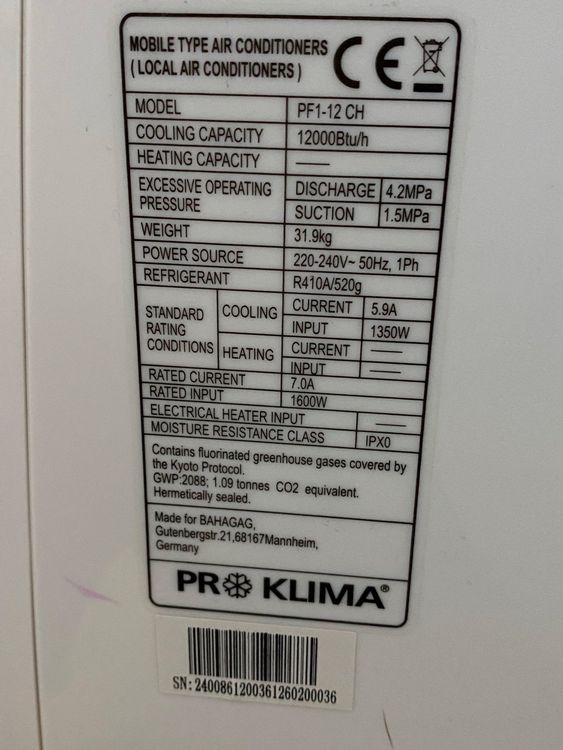 MOBILE TYPE AIR CONDITIONERS
( LOCAL AIR CONDITIONERS )
CE
MODEL PF1-12 CH
COOLING CAPACITY 12000Btu/h
HEATING CAPACITY ——
EXCESSIVE OPERATING PRESSURE DISCHARGE 4.2MPa
SUCTION 1.5MPa
WEIGHT 31.9kg
POWER SOURCE 220-240V~ 50Hz, 1Ph
REFRIGERANT R410A/520g
STANDARD RATING CONDITIONS COOLING CURRENT 5.9A
INPUT 1350W
HEATING CURRENT ——
INPUT ——
RATED CURRENT 7.0A
RATED INPUT 1600W
ELECTRICAL HEATER INPUT ——
MOISTURE RESISTANCE CLASS IPX0
Contains fluorinated greenhouse gases covered by
the Kyoto Protocol.
GWP:2088; 1.09 tonnes CO2 equivalent.
Hermetically sealed.
Made for BAHAGAG,
Gutenbergstr.21,68167Mannheim,
Germany
PRO KLIMA®
SN: 2400861200361260200036